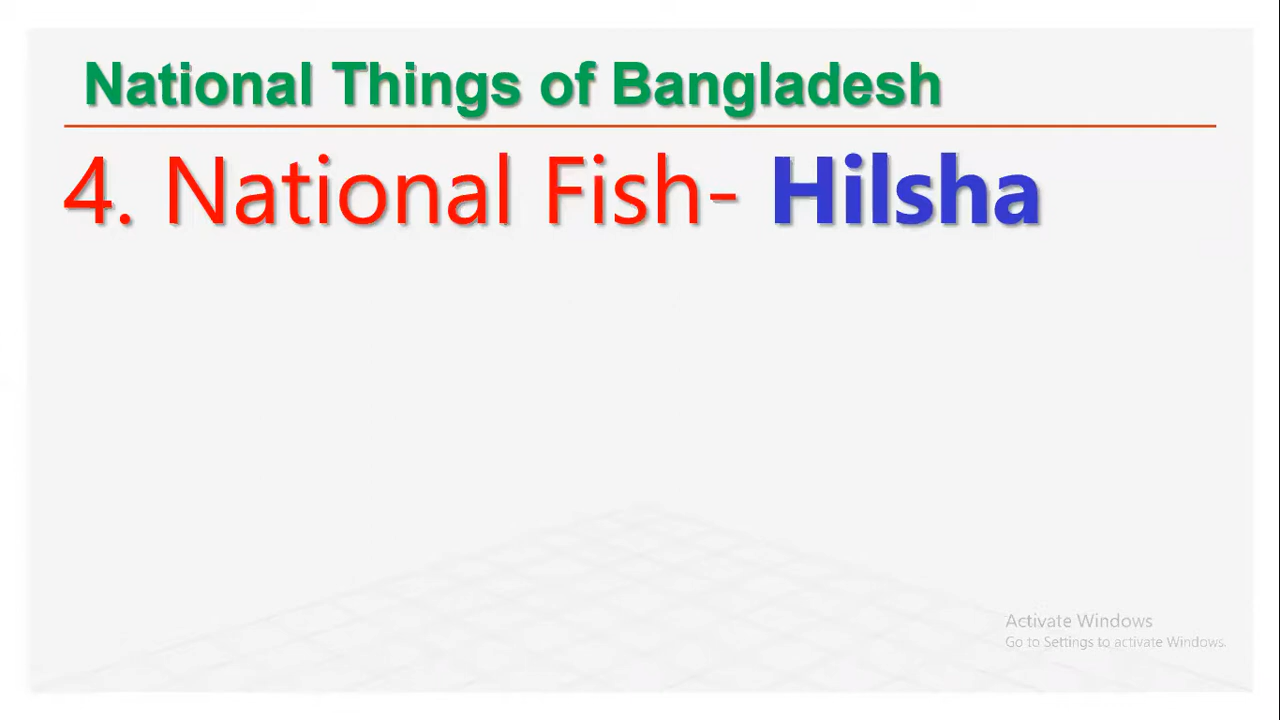 National Things of Bangladesh
4. National Fish- Hilsha
Activate Windows
Go to Settings to activate Windows.